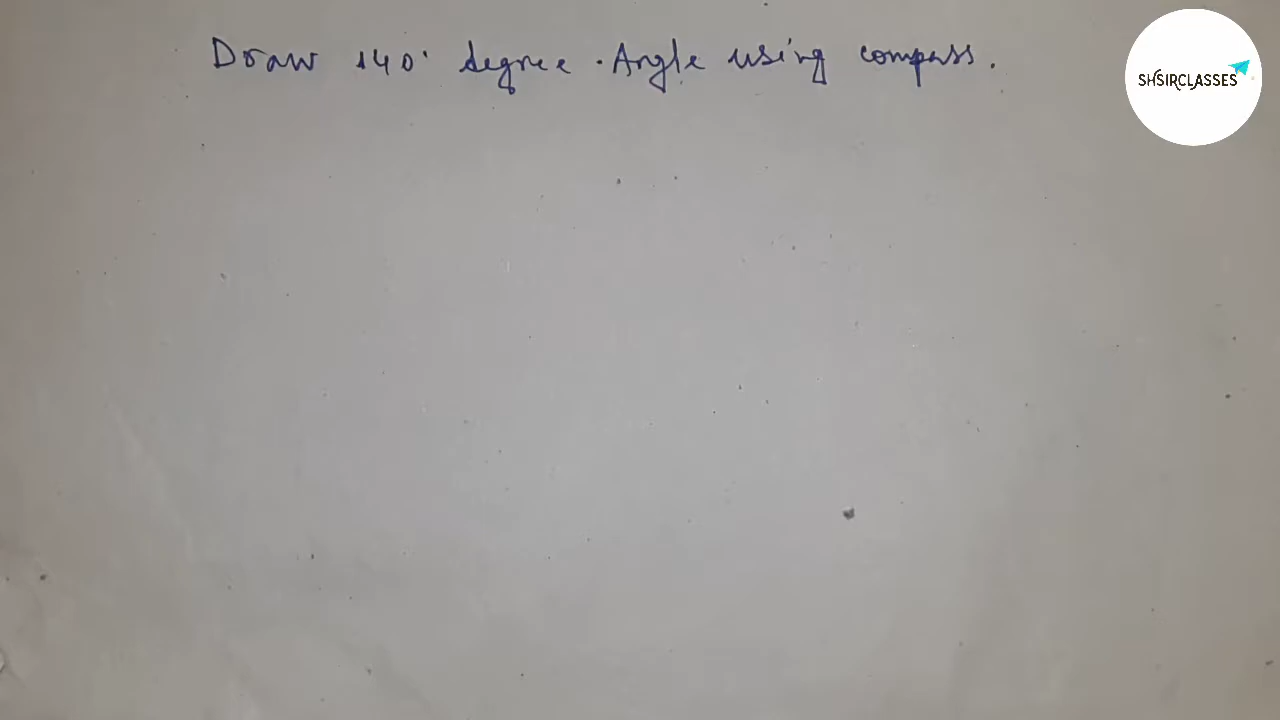 Draw 140° degree . Angle using compass .
SHSIRCLASSES